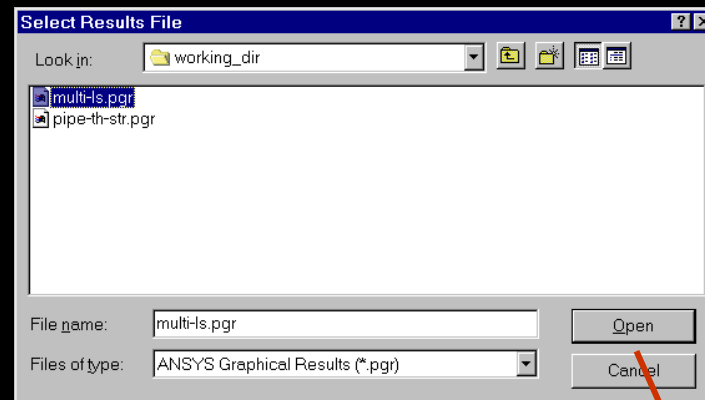 Select Results File
Look in: working_dir
multi-ls.pgr
pipe-th-str.pgr
File name: multi-ls.pgr Open
Files of type: ANSYS Graphical Results (*.pgr) Cancel